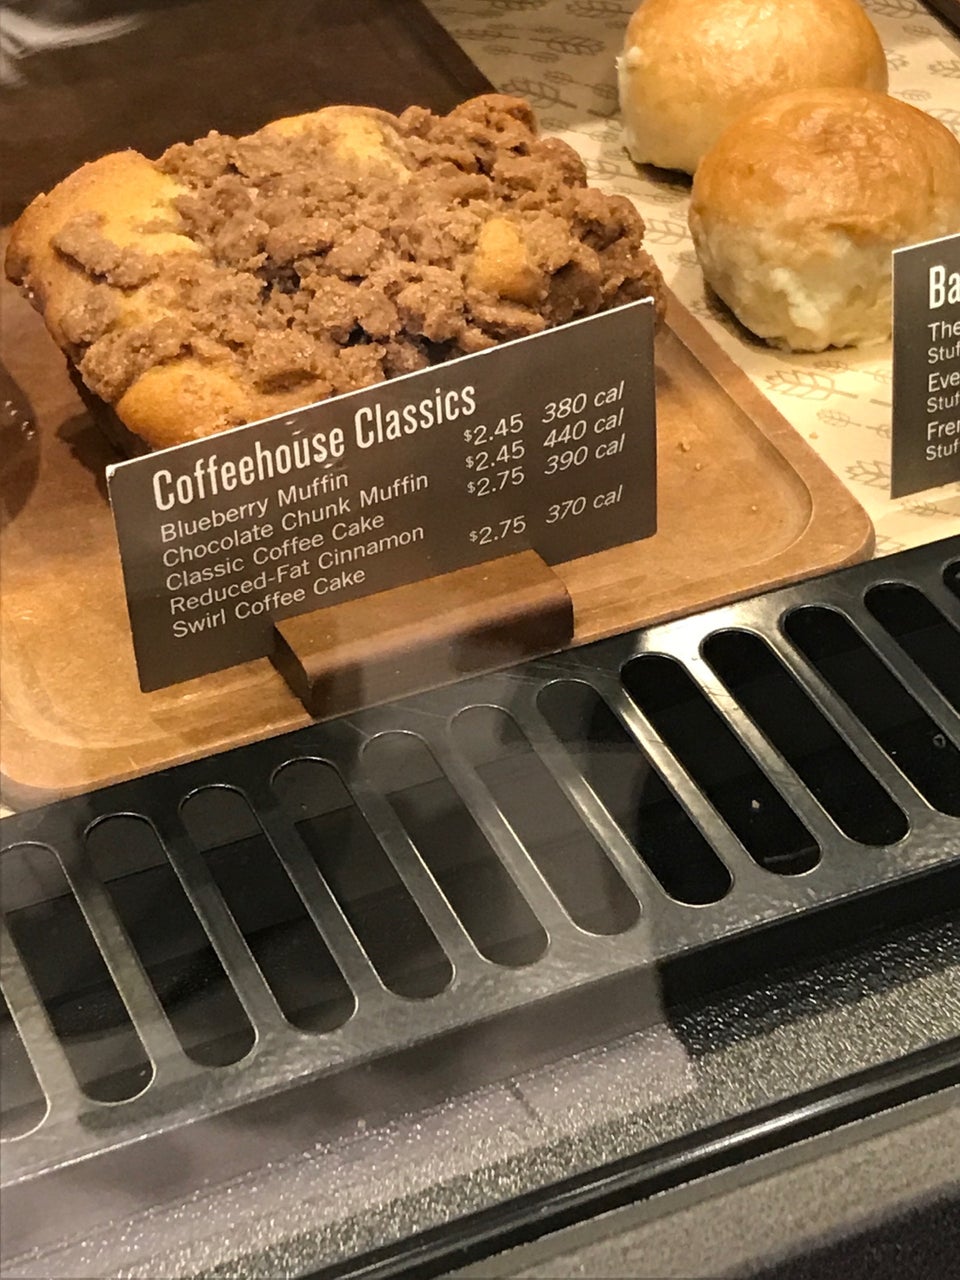 Coffeehouse Classics
Blueberry Muffin $2.45 380 cal
Chocolate Chunk Muffin $2.45 440 cal
Classic Coffee Cake $2.75 390 cal
Reduced-Fat Cinnamon
Swirl Coffee Cake $2.75 370 cal
Ba
The
Stuf
Eve
Stuf
Fren
Stuf